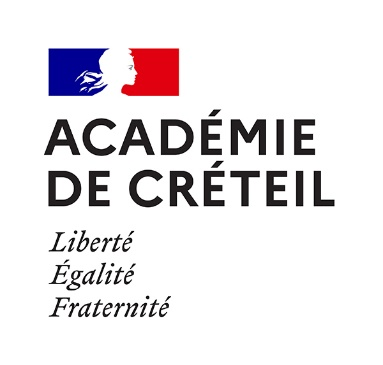 ACADÉMIE
DE CRÉTEIL
Liberté
Égalité
Fraternité